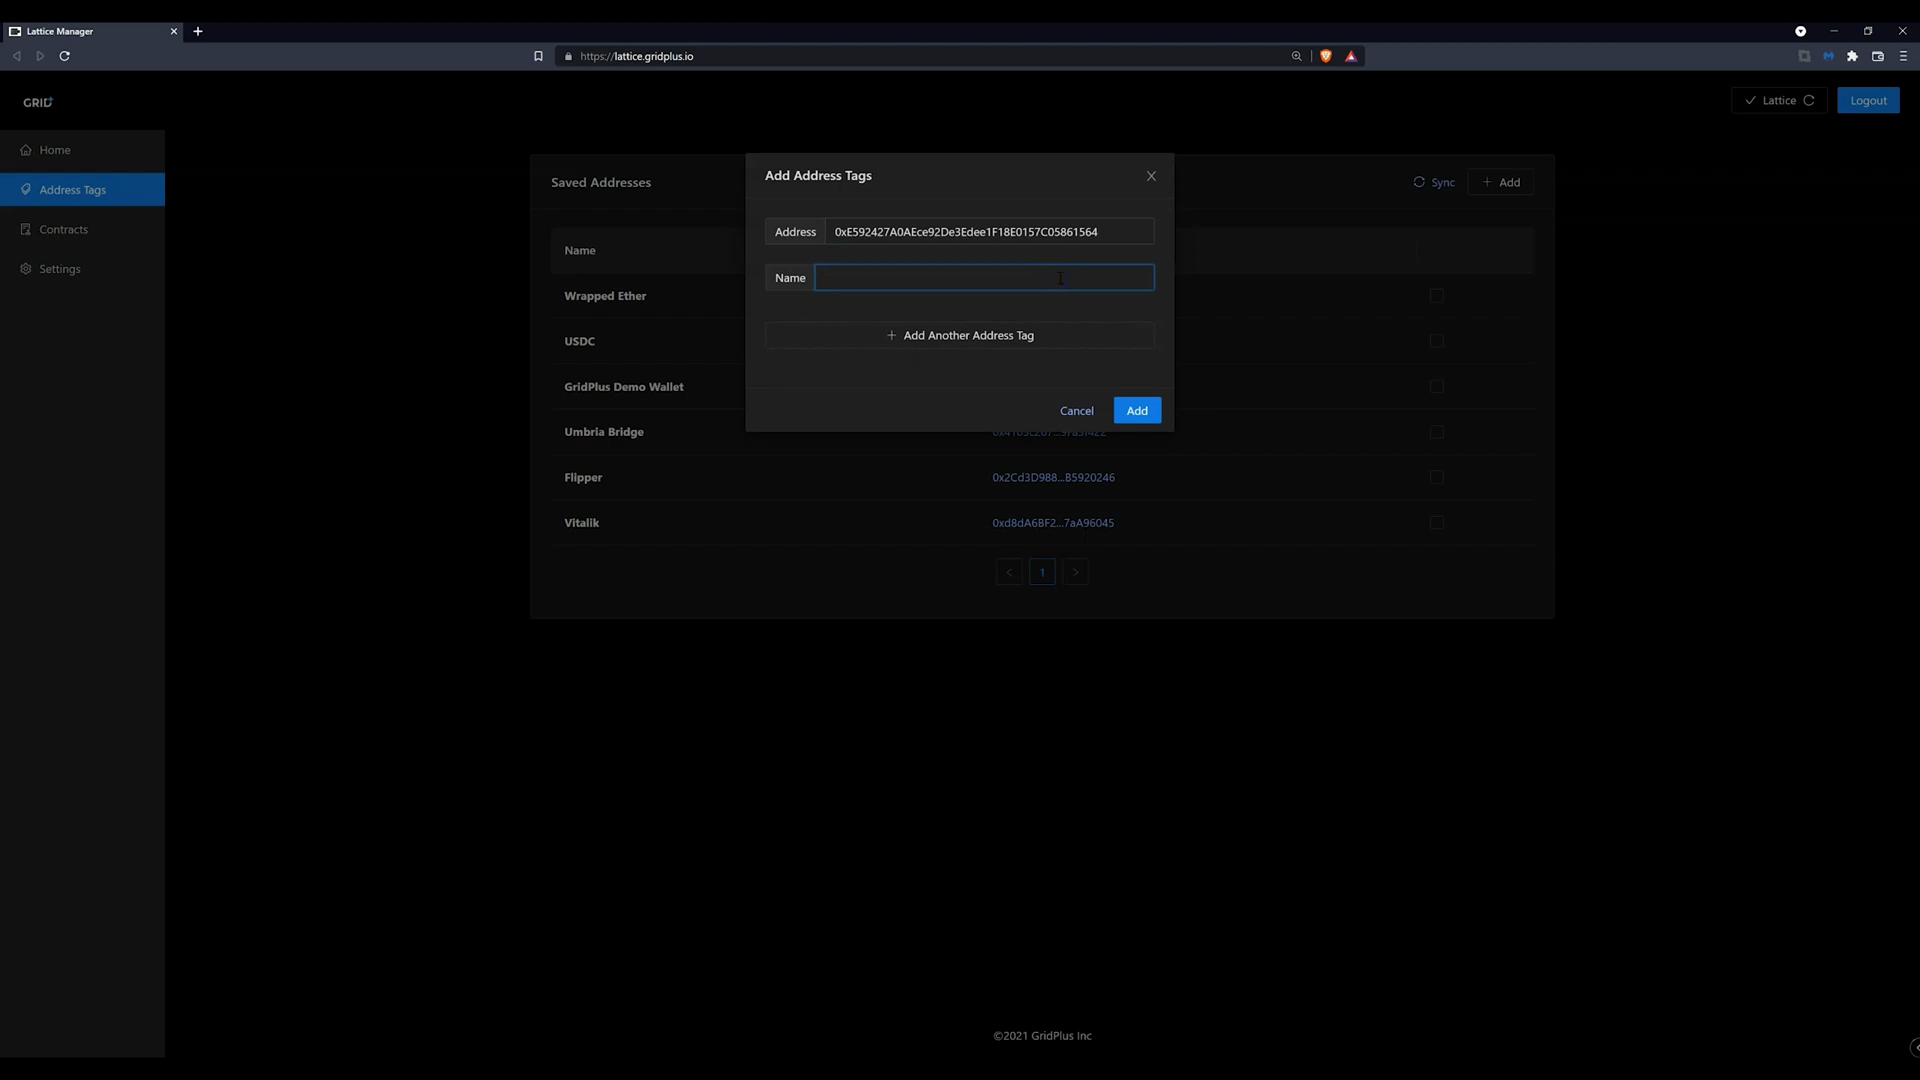 Lattice Manager
https://lattice.gridplus.io
GRID+
Lattice
Logout
Home
Address Tags
Contracts
Settings
Saved Addresses
Sync
Add
Name
Wrapped Ether
USDC
GridPlus Demo Wallet
Umbria Bridge
Flipper
0x2Cd3D988...B5920246
Vitalik
0xd8dA6BF2...7aA96045
1
Add Address Tags
Address
0xE592427A0AEce92De3Edee1F18E0157C05861564
Name
Add Another Address Tag
Cancel
Add
©2021 GridPlus Inc